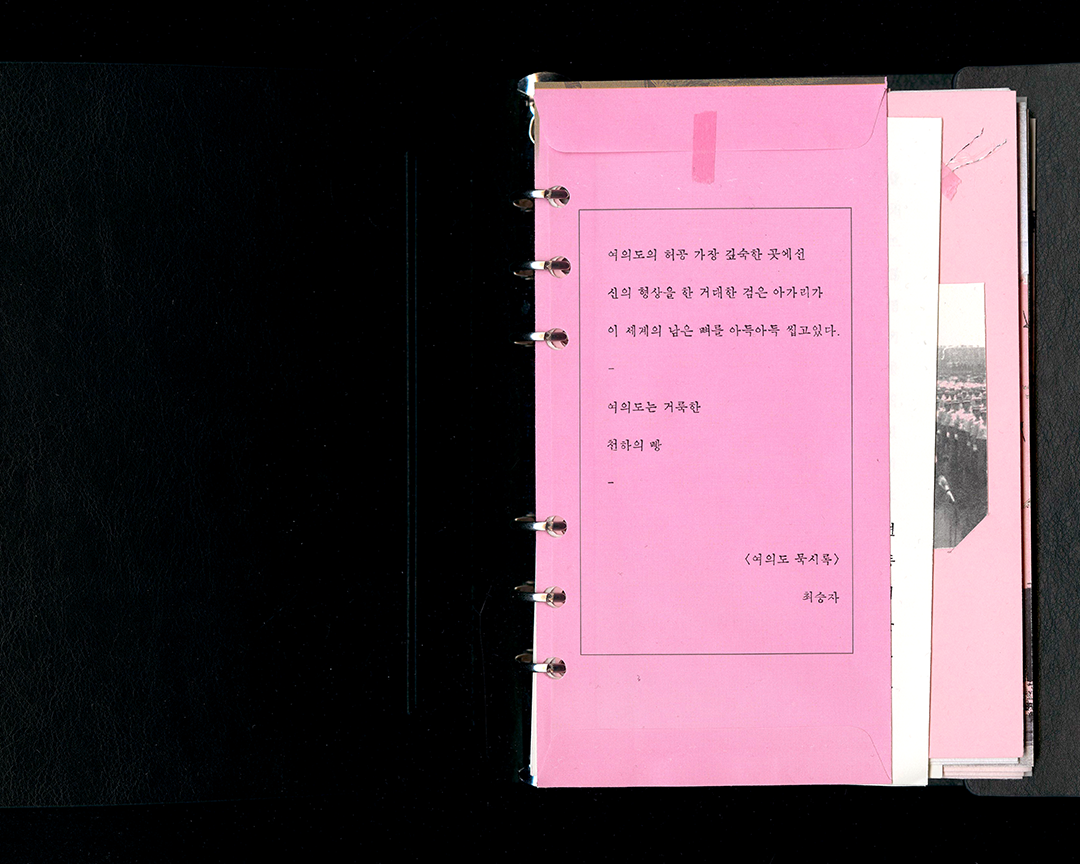 여의도의 허공 가장 깊숙한 곳에선
신의 형상을 한 거대한 검은 아가리가
이 세계의 남은 뼈를 아득아득 씹고있다.
-
여의도는 거룩한
천하의 빵
-
〈여의도 묵시록〉
최승자